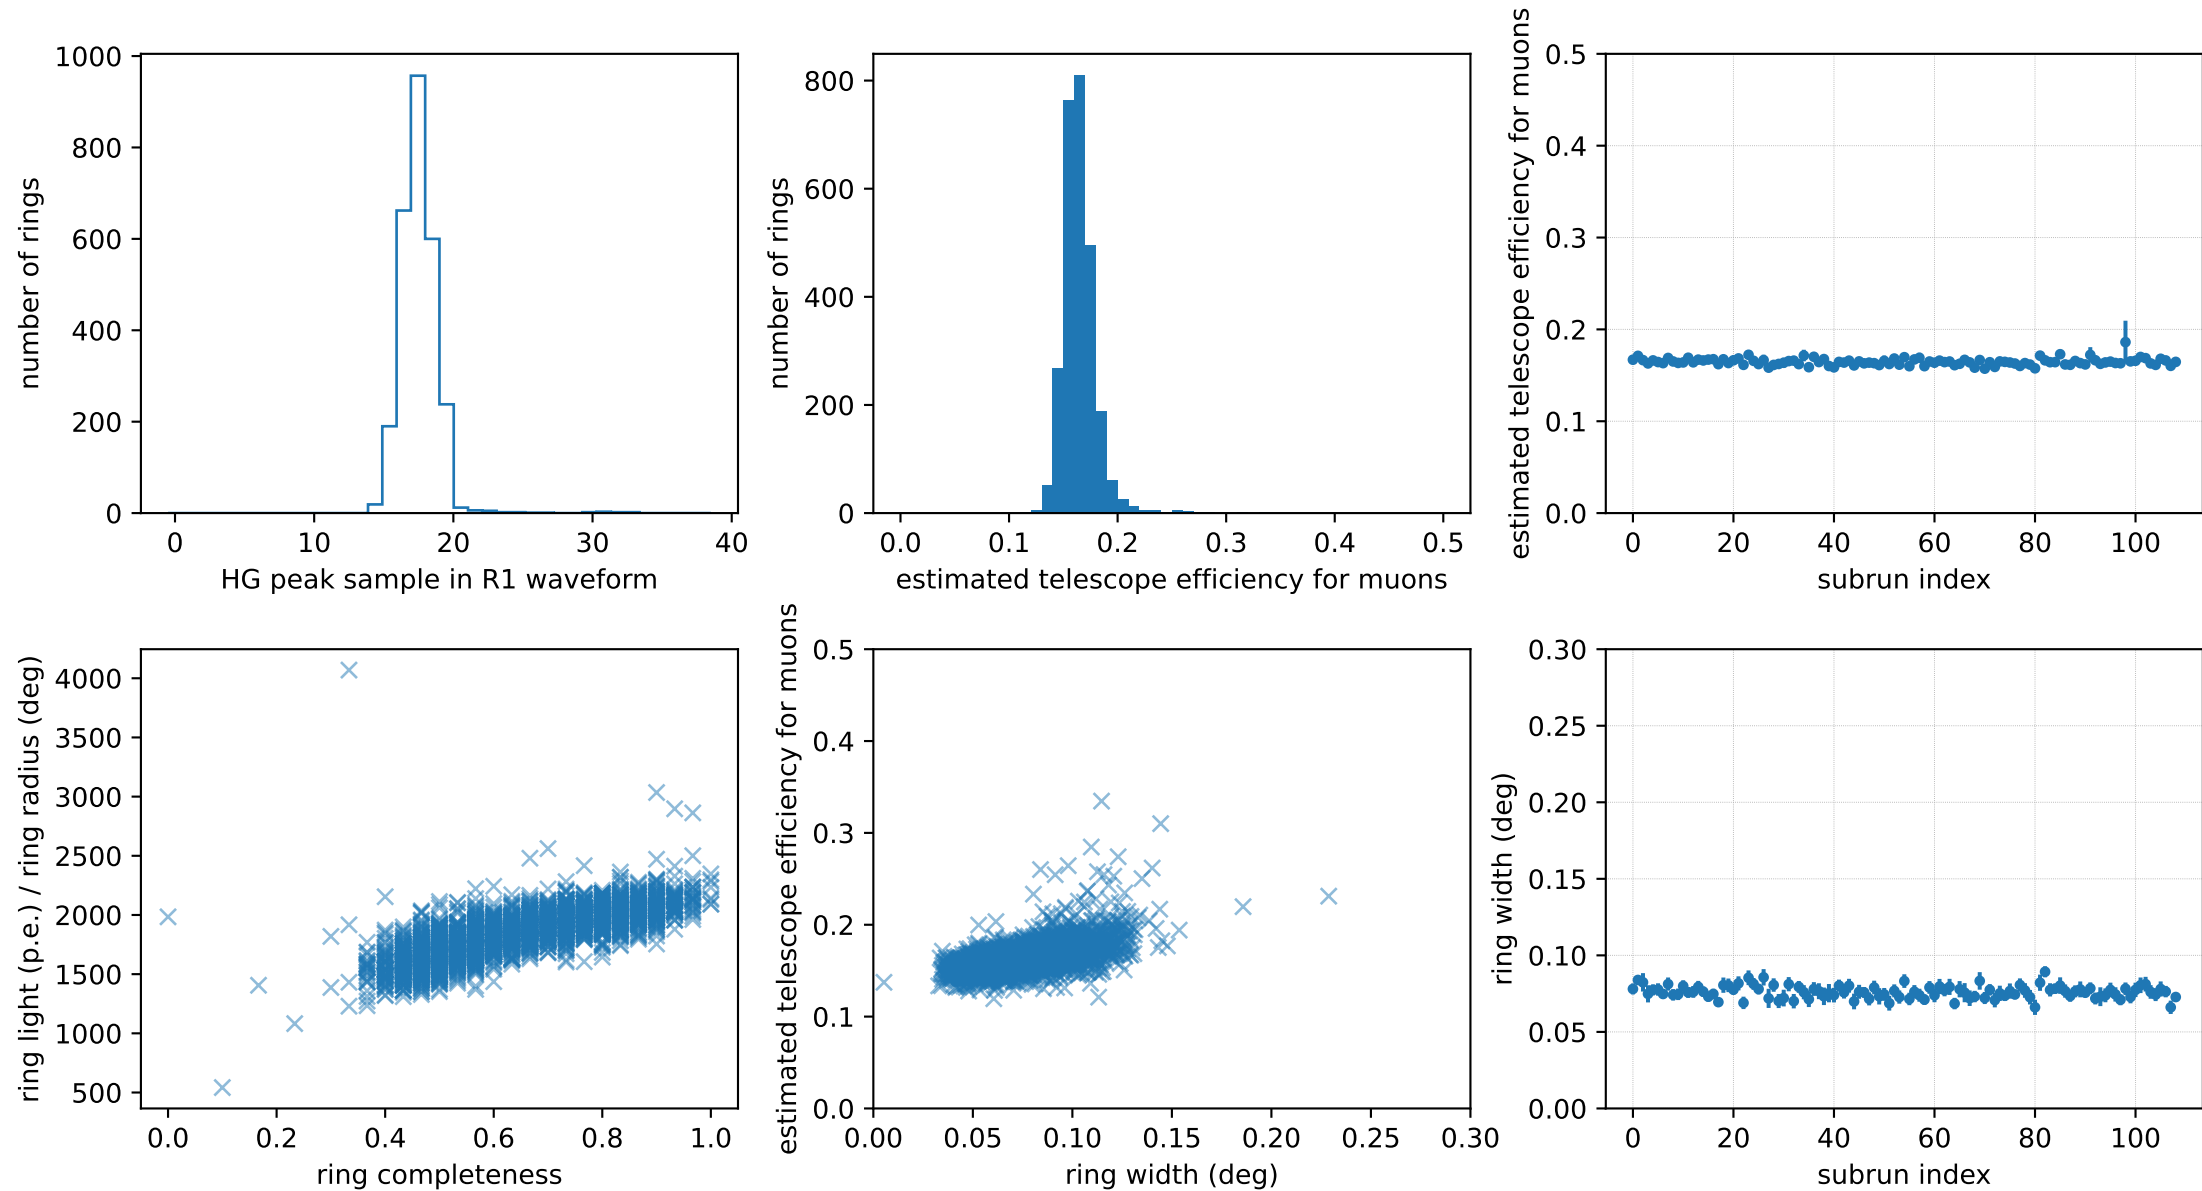 number of rings
1000
800
600
400
200
0
0 10 20 30 40
HG peak sample in R1 waveform
number of rings
800
600
400
200
0
0.0 0.1 0.2 0.3 0.4 0.5
estimated telescope efficiency for muons
estimated telescope efficiency for muons
0.5
0.4
0.3
0.2
0.1
0.0
0 20 40 60 80 100
subrun index
ring light (p.e.) / ring radius (deg)
4000
3500
3000
2500
2000
1500
1000
500
0.0 0.2 0.4 0.6 0.8 1.0
ring completeness
estimated telescope efficiency for muons
0.5
0.4
0.3
0.2
0.1
0.0
0.00 0.05 0.10 0.15 0.20 0.25 0.30
ring width (deg)
ring width (deg)
0.30
0.25
0.20
0.15
0.10
0.05
0.00
0 20 40 60 80 100
subrun index